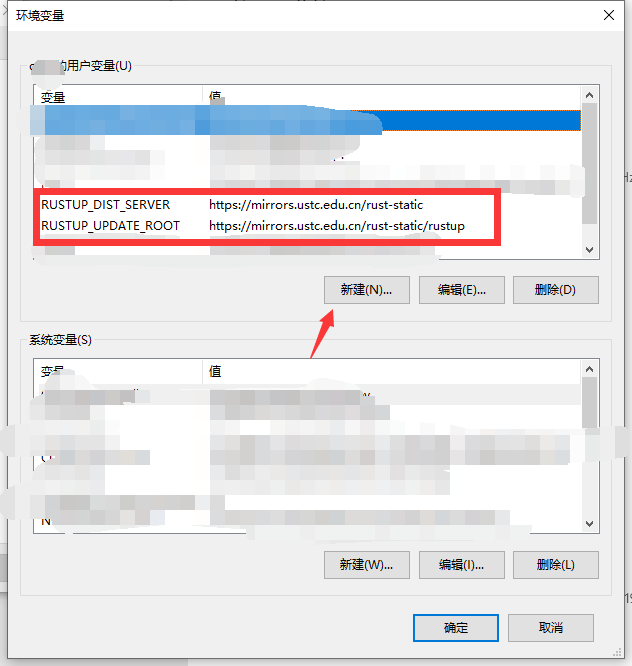 环境变量
的用户变量(U)
变量 值
RUSTUP_DIST_SERVER https://mirrors.ustc.edu.cn/rust-static
RUSTUP_UPDATE_ROOT https://mirrors.ustc.edu.cn/rust-static/rustup
新建(N)... 编辑(E)... 删除(D)
系统变量(S)
变量 值
新建(W)... 编辑(I)... 删除(L)
确定 取消